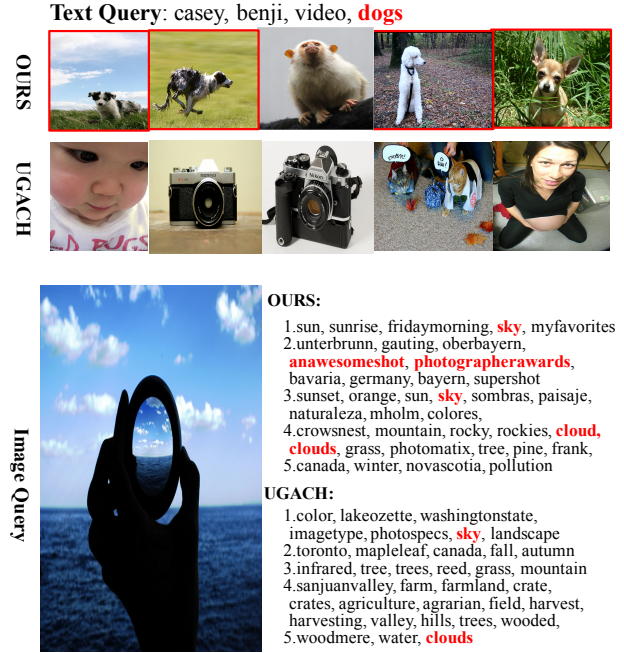 Text Query: casey, benji, video, dogs
OURS
UGACH
Nikon
Image Query
OURS:
1.sun, sunrise, fridaymorning, sky, myfavorites
2.unterbrunn, gauting, oberbayern,
anawesomeshot, photographerawards,
bavaria, germany, bayern, supershot
3.sunset, orange, sun, sky, sombras, paisaje,
naturaleza, mholm, colores,
4.crowsnest, mountain, rocky, rockies, cloud,
clouds, grass, photomatix, tree, pine, frank,
5.canada, winter, novascotia, pollution
UGACH:
1.color, lakeozette, washingtonstate,
imagetype, photospecs, sky, landscape
2.toronto, mapleleaf, canada, fall, autumn
3.infrared, tree, trees, reed, grass, mountain
4.sanjuanvalley, farm, farmland, crate,
crates, agriculture, agrarian, field, harvest,
harvesting, valley, hills, trees, wooded,
5.woodmere, water, clouds